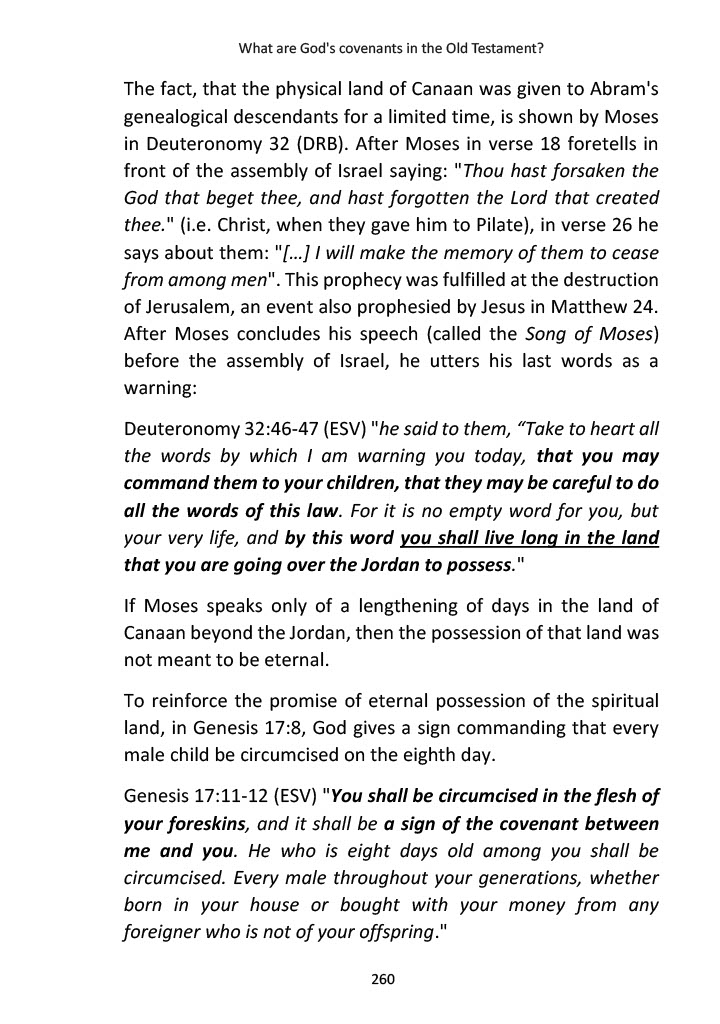 What are God's covenants in the Old Testament?
The fact, that the physical land of Canaan was given to Abram's
genealogical descendants for a limited time, is shown by Moses
in Deuteronomy 32 (DRB). After Moses in verse 18 foretells in
front of the assembly of Israel saying: "Thou hast forsaken the
God that beget thee, and hast forgotten the Lord that created
thee." (i.e. Christ, when they gave him to Pilate), in verse 26 he
says about them: "[…] I will make the memory of them to cease
from among men". This prophecy was fulfilled at the destruction
of Jerusalem, an event also prophesied by Jesus in Matthew 24.
After Moses concludes his speech (called the Song of Moses)
before the assembly of Israel, he utters his last words as a
warning:
Deuteronomy 32:46-47 (ESV) "he said to them, “Take to heart all
the words by which I am warning you today, that you may
command them to your children, that they may be careful to do
all the words of this law. For it is no empty word for you, but
your very life, and by this word you shall live long in the land
that you are going over the Jordan to possess."
If Moses speaks only of a lengthening of days in the land of
Canaan beyond the Jordan, then the possession of that land was
not meant to be eternal.
To reinforce the promise of eternal possession of the spiritual
land, in Genesis 17:8, God gives a sign commanding that every
male child be circumcised on the eighth day.
Genesis 17:11-12 (ESV) "You shall be circumcised in the flesh of
your foreskins, and it shall be a sign of the covenant between
me and you. He who is eight days old among you shall be
circumcised. Every male throughout your generations, whether
born in your house or bought with your money from any
foreigner who is not of your offspring."
260